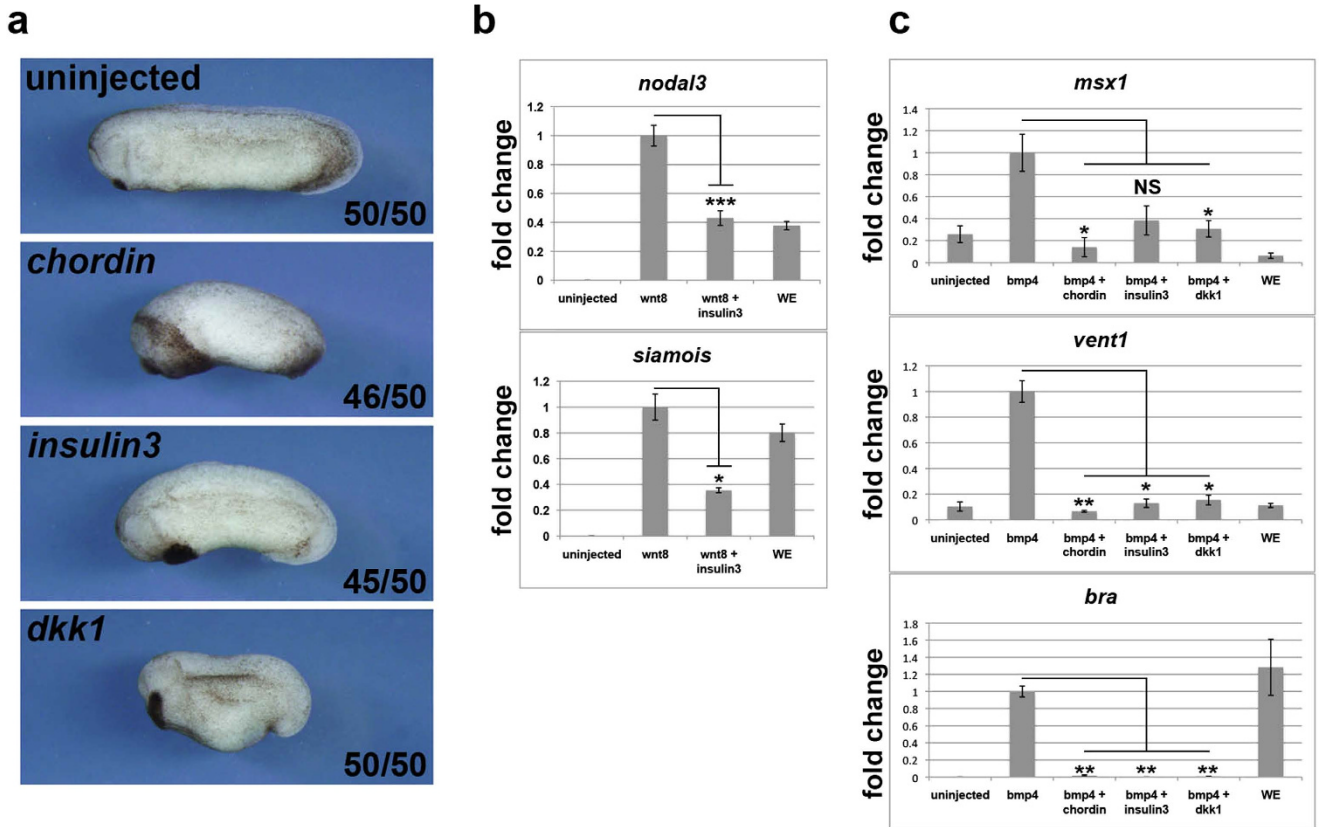 a
uninjected
50/50
chordin
46/50
insulin3
45/50
dkk1
50/50
b
nodal3
fold change
1.2
1
0.8
0.6
0.4
0.2
0
***
uninjected wnt8 wnt8 + WE
insulin3
siamois
fold change
1.2
1
0.8
0.6
0.4
0.2
0
*
uninjected wnt8 wnt8 + WE
insulin3
c
msx1
fold change
1.4
1.2
1
0.8
0.6
0.4
0.2
0
* NS *
uninjected bmp4 bmp4 + bmp4 + bmp4 + WE
chordin insulin3 dkk1
vent1
fold change
1.2
1
0.8
0.6
0.4
0.2
0
** * *
uninjected bmp4 bmp4 + bmp4 + bmp4 + WE
chordin insulin3 dkk1
bra
fold change
1.8
1.6
1.4
1.2
1
0.8
0.6
0.4
0.2
0
** ** **
uninjected bmp4 bmp4 + bmp4 + bmp4 + WE
chordin insulin3 dkk1